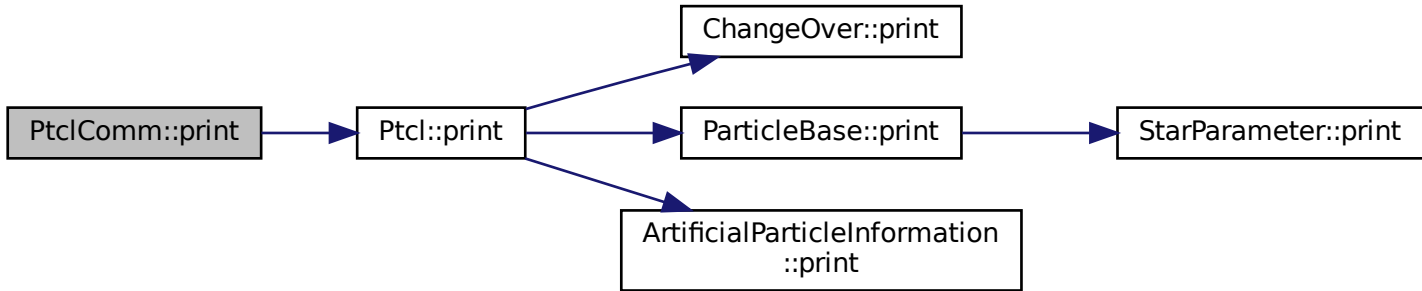 PtclComm::print
Ptcl::print
ChangeOver::print
ParticleBase::print
StarParameter::print
ArtificialParticleInformation
::print